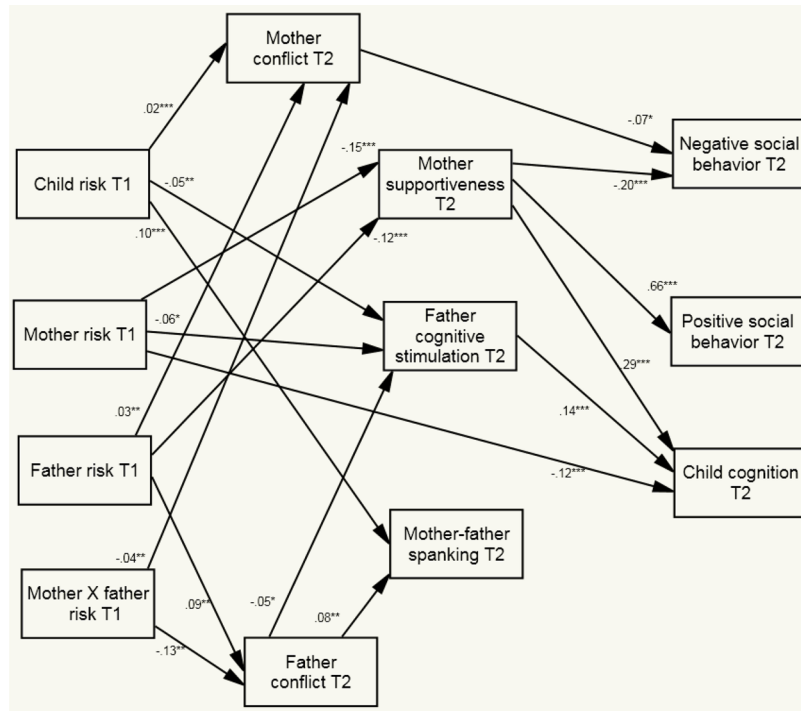 Mother
conflict T2
.02***
-.07*
Negative social
behavior T2
Child risk T1
-.15***
-.05**
Mother
supportiveness
T2
-.20***
.10***
-.12***
.66***
Mother risk T1
-.06*
Father
cognitive
stimulation T2
Positive social
behavior T2
.29***
.03**
.14***
Father risk T1
-.12***
Child cognition
T2
Mother-father
spanking T2
-.04**
Mother X father
risk T1
.09**
-.05*
.08**
-.13**
Father
conflict T2